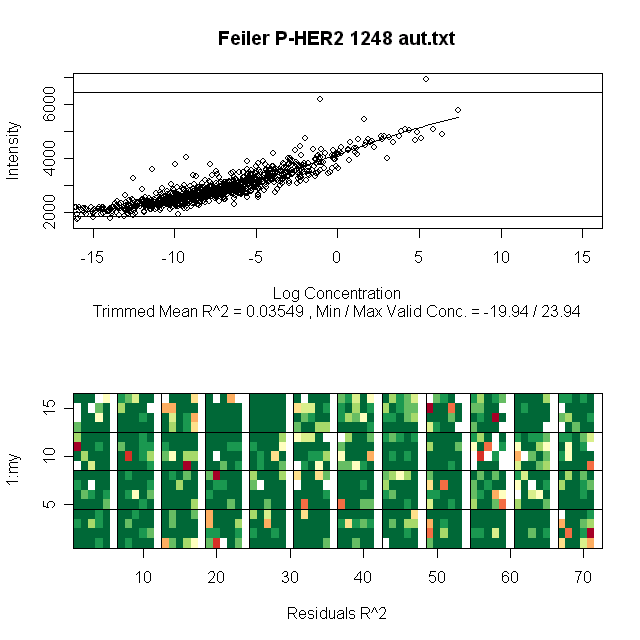 Feiler P-HER2 1248 aut.txt
Intensity
6000
4000
2000
-15 -10 -5 0 5 10 15
Log Concentration
Trimmed Mean R^2 = 0.03549 , Min / Max Valid Conc. = -19.94 / 23.94
1:my
15
10
5
10 20 30 40 50 60 70
Residuals R^2